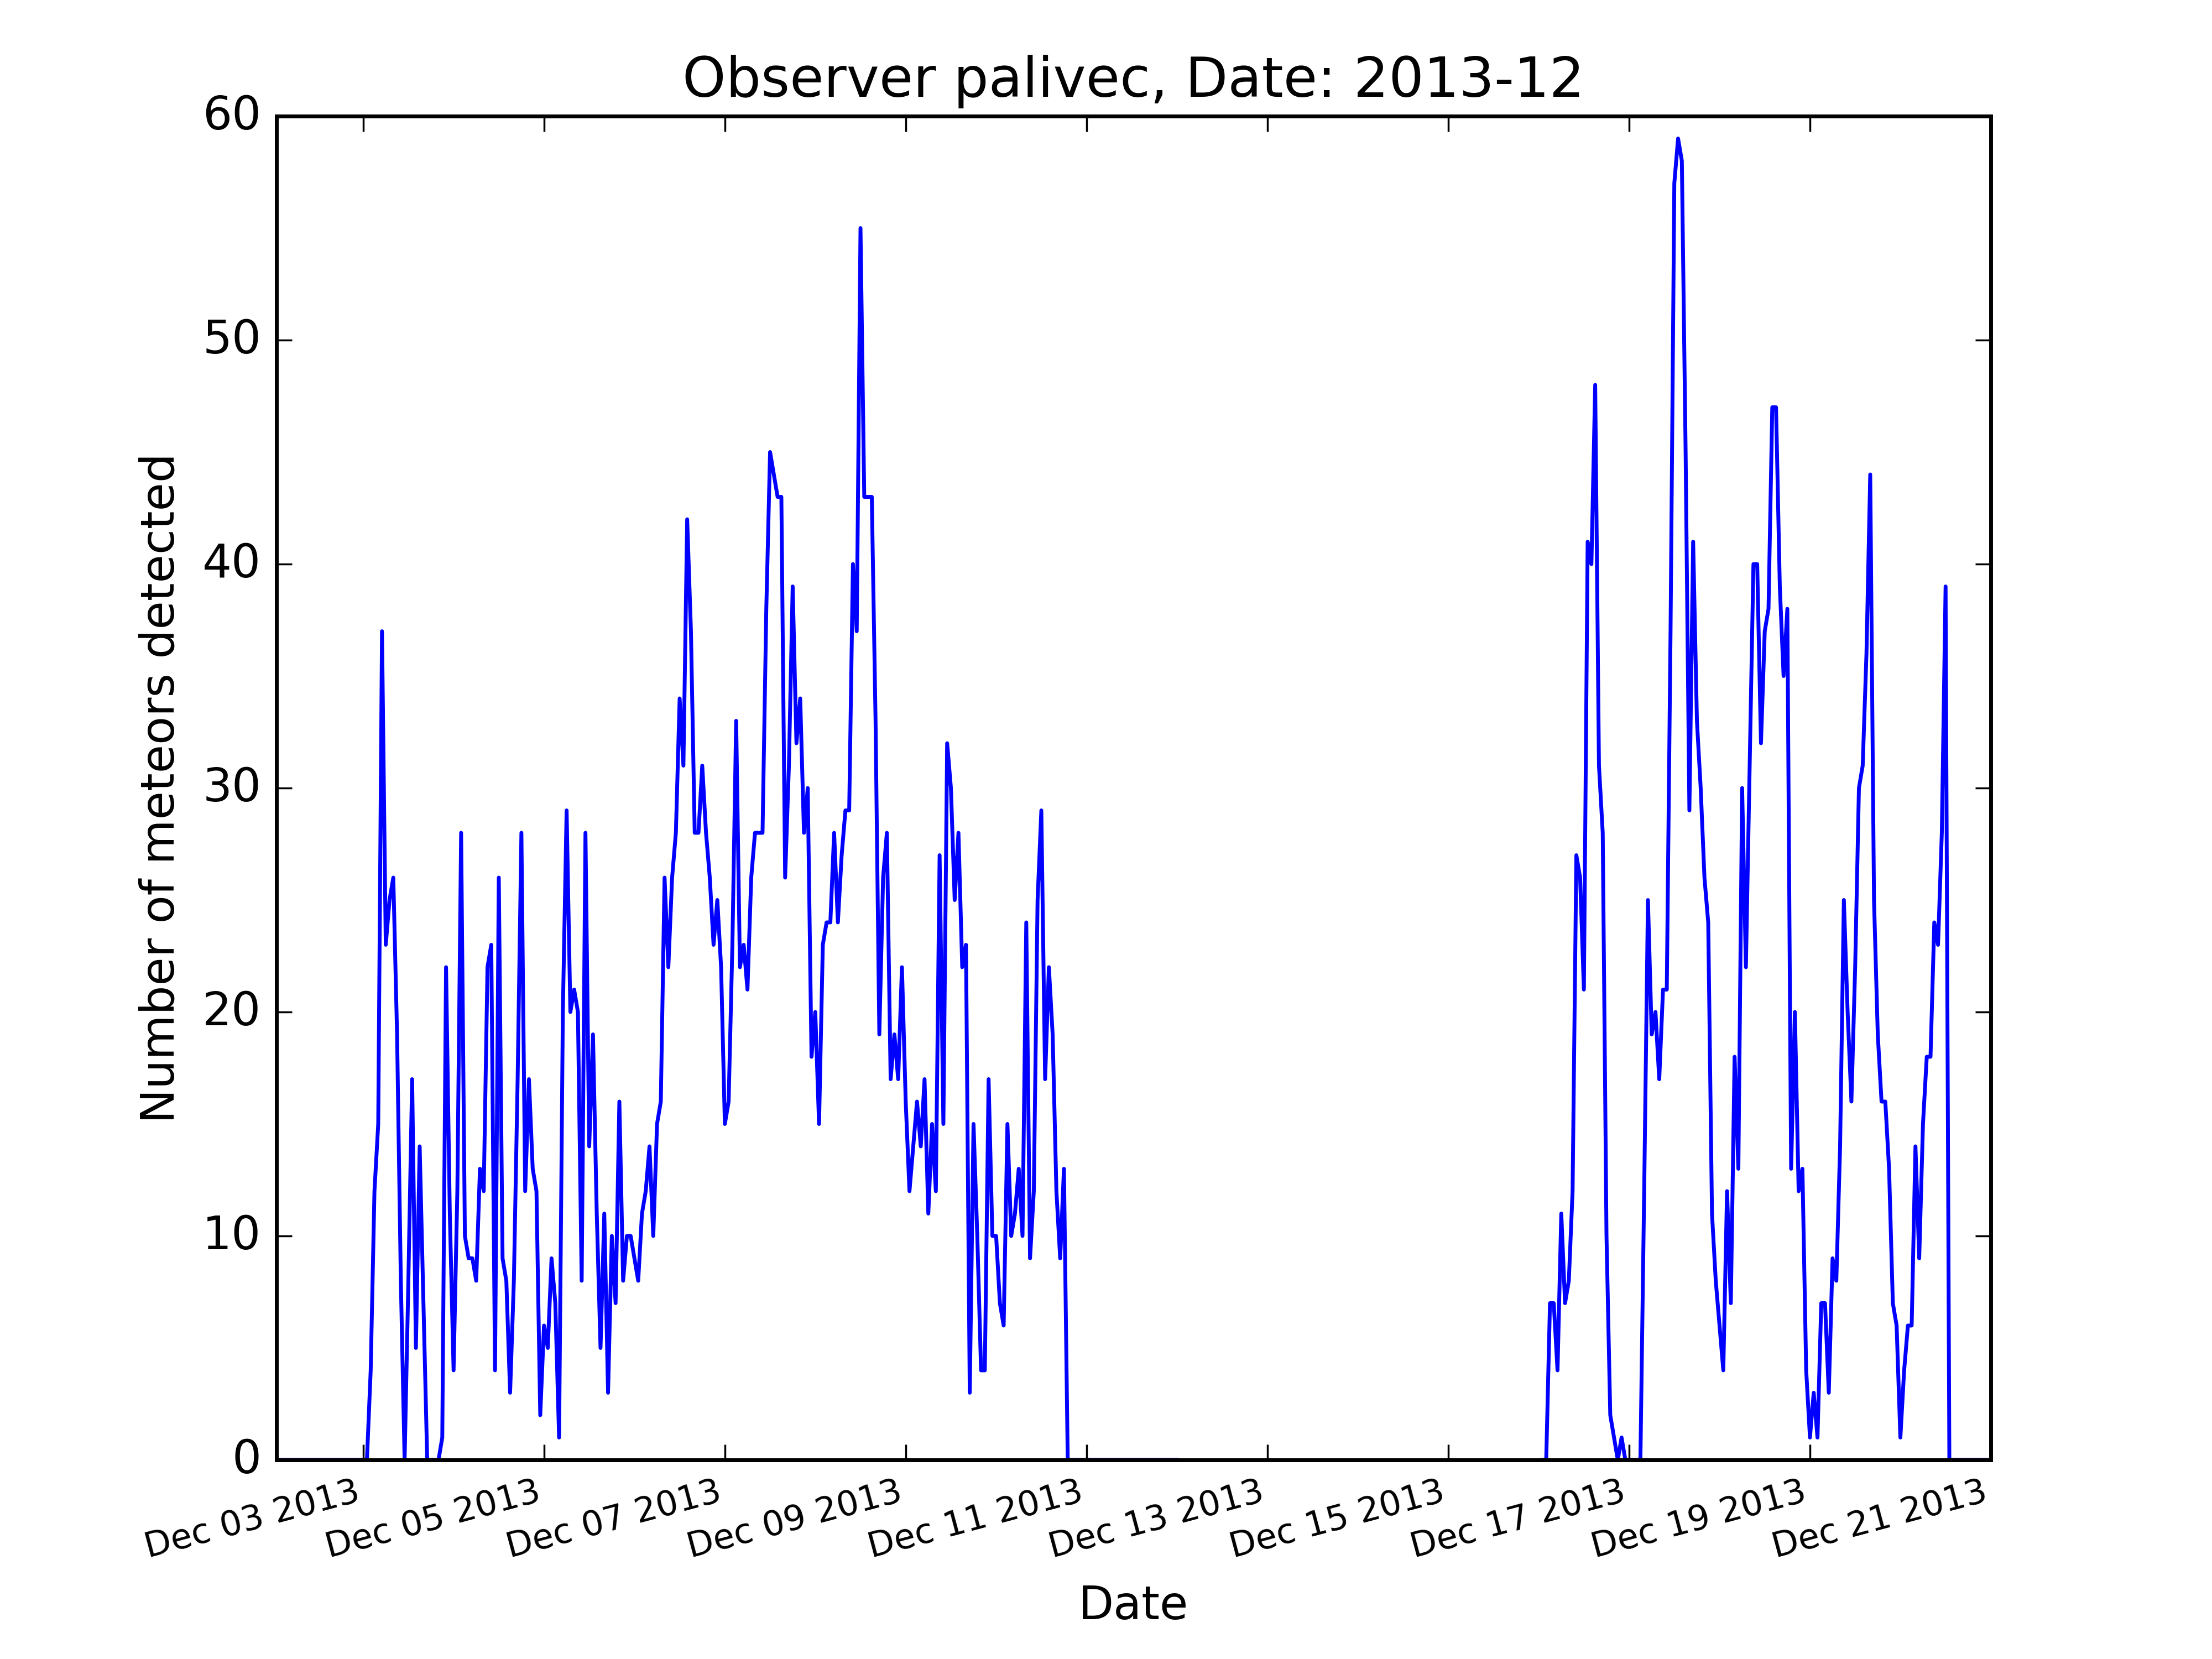 Observer palivec, Date: 2013-12
60
50
40
30
20
10
0
Number of meteors detected
Dec 03 2013
Dec 05 2013
Dec 07 2013
Dec 09 2013
Dec 11 2013
Dec 13 2013
Dec 15 2013
Dec 17 2013
Dec 19 2013
Dec 21 2013
Date